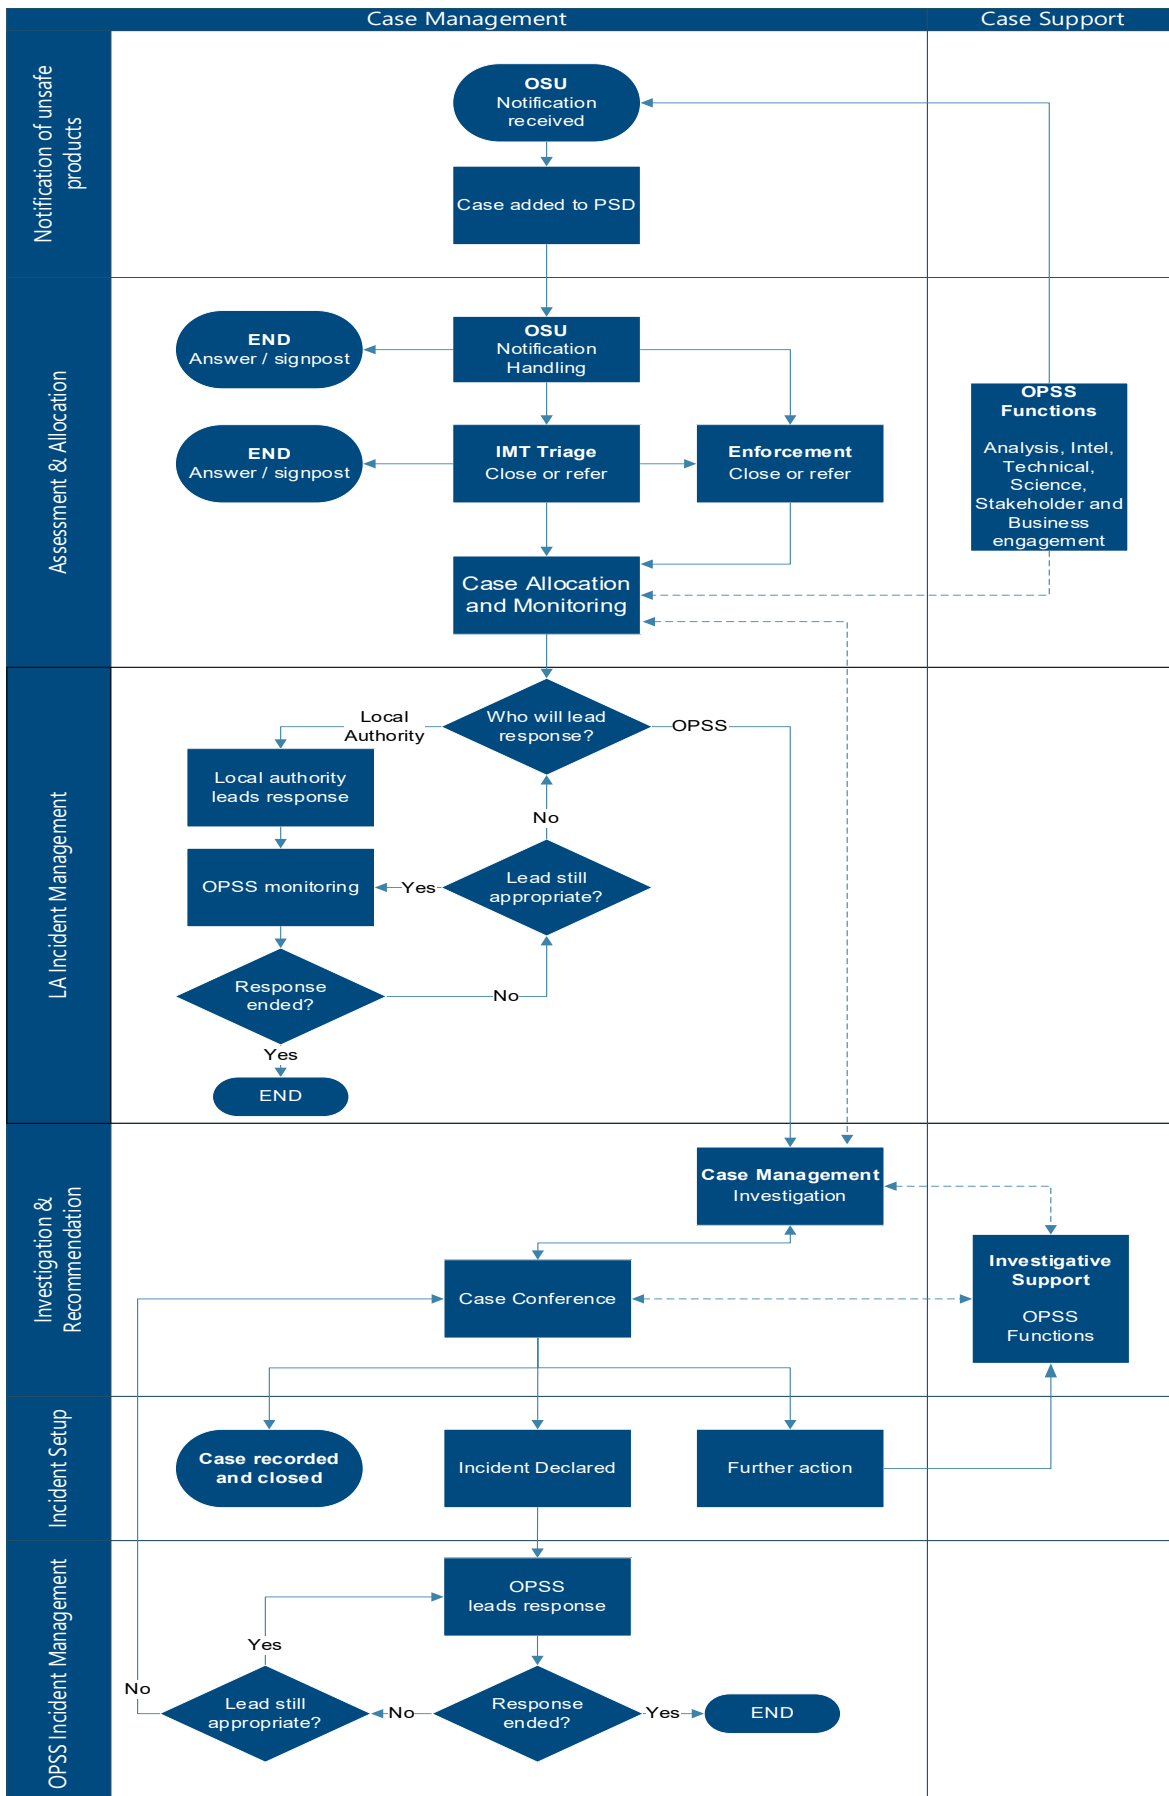 Case Management
Case Support
Notification of unsafe
products
OSU
Notification
received
Case added to PSD
Assessment & Allocation
END
Answer / signpost
OSU
Notification
Handling
END
Answer / signpost
IMT Triage
Close or refer
Enforcement
Close or refer
OPSS
Functions
Analysis, Intel,
Technical,
Science,
Stakeholder and
Business
engagement
Case Allocation
and Monitoring
LA Incident Management
Who will lead
response?
Local
Authority
OPSS
Local authority
leads response
No
OPSS monitoring
Yes
Lead still
appropriate?
Response
ended?
No
Yes
END
Investigation &
Recommendation
Case Management
Investigation
Case Conference
Investigative
Support
OPSS
Functions
Incident Setup
Case recorded
and closed
Incident Declared
Further action
OPSS Incident Management
OPSS
leads response
Yes
No
Lead still
appropriate?
No
Response
ended?
Yes
END